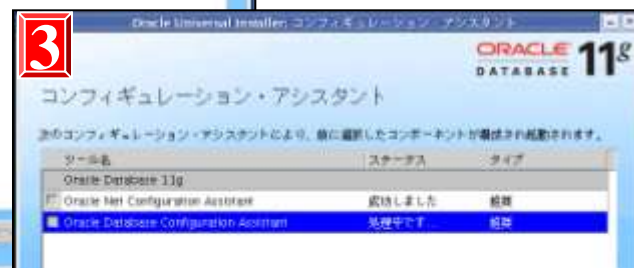 Oracle Universal Installer: コンフィギュレーション・アシスタント
3
ORACLE 11g
DATABASE
コンフィギュレーション・アシスタント
次のコンフィギュレーション・アシスタントにより、前に選択したコンポーネントが構成され起動されます。
ツール名 ステータス タイプ
Oracle Database 11g
Oracle Net Configuration Assistant 成功しました 推奨
Oracle Database Configuration Assistant 処理中です... 推奨